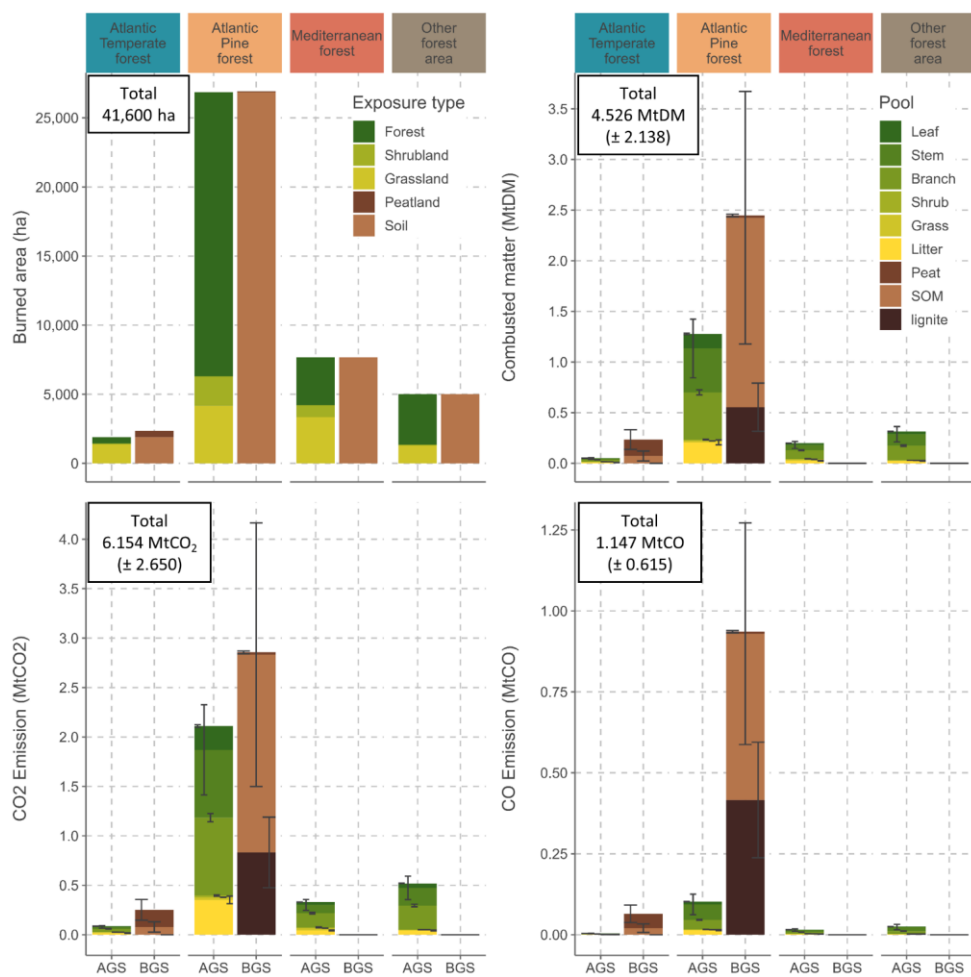 Atlantic
Temperate
forest
Atlantic
Pine
forest
Mediterranean
forest
Other
forest
area
Total
41,600 ha
Exposure type
Forest
Shrubland
Grassland
Peatland
Soil
Burned area (ha)
25,000
20,000
15,000
10,000
5,000
0
Atlantic
Temperate
forest
Atlantic
Pine
forest
Mediterranean
forest
Other
forest
area
Total
4.526 MtDM
(± 2.138)
Pool
Leaf
Stem
Branch
Shrub
Grass
Litter
Peat
SOM
lignite
Combusted matter (MtDM)
3.5
3.0
2.5
2.0
1.5
1.0
0.5
0.0
Total
6.154 MtCO₂
(± 2.650)
CO2 Emission (MtCO2)
4.0
3.5
3.0
2.5
2.0
1.5
1.0
0.5
0.0
AGS BGS AGS BGS AGS BGS AGS BGS
Total
1.147 MtCO
(± 0.615)
CO Emission (MtCO)
1.25
1.00
0.75
0.50
0.25
0.00
AGS BGS AGS BGS AGS BGS AGS BGS